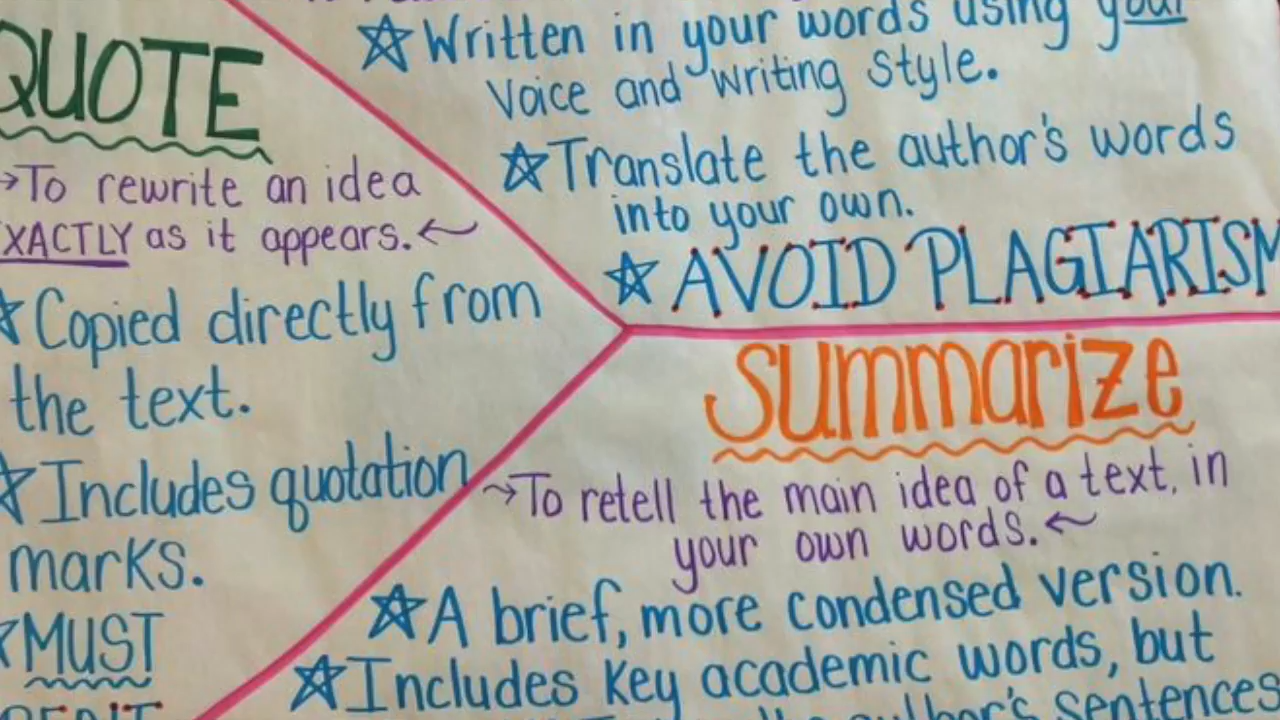 QUOTE
→To rewrite an idea
EXACTLY as it appears.←
☆Copied directly from
the text.
☆Includes quotation
marks.
☆MUST
☆Written in your words using your
voice and writing style.
☆Translate the author's words
into your own.
☆AVOID PLAGIARISM
Summarize
→To retell the main idea of a text, in
your own words.←
☆A brief, more condensed version.
☆Includes key academic words, but
author's sentences